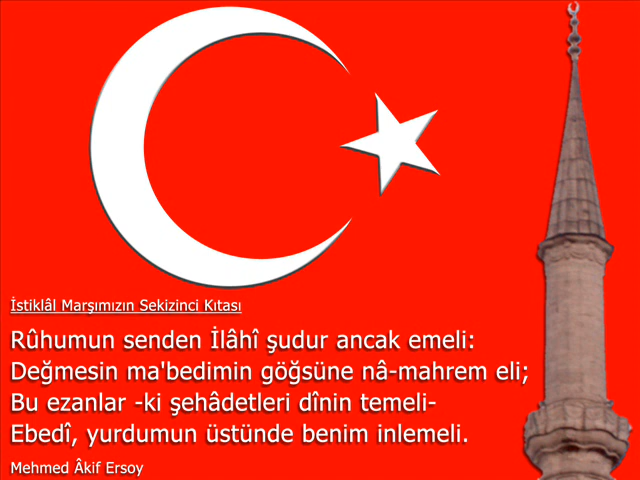 İstiklâl Marşımızın Sekizinci Kıtası
Rûhumun senden İlâhî şudur ancak emeli:
Değmesin ma'bedimin göğsüne nâ-mahrem eli;
Bu ezanlar -ki şehâdetleri dînin temeli-
Ebedî, yurdumun üstünde benim inlemeli.
Mehmed Âkif Ersoy